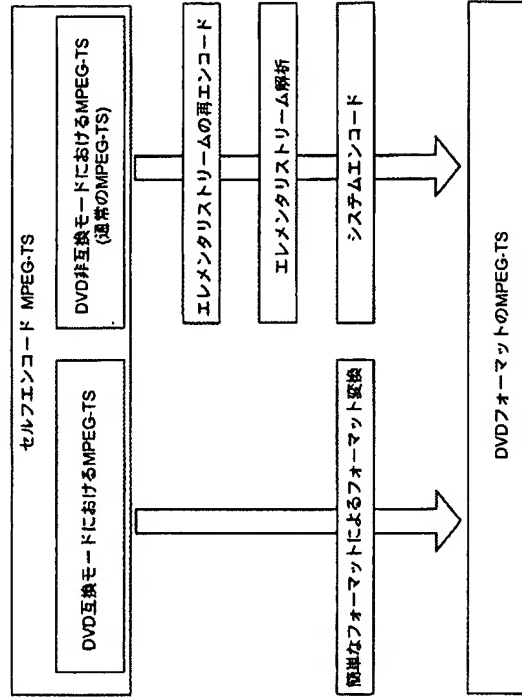 セルフエンコード MPEG-TS
DVD互換モードにおけるMPEG-TS
DVD非互換モードにおけるMPEG-TS
(通常のMPEG-TS)
エレメンタリストリームの再エンコード
エレメンタリストリーム解析
システムエンコード
簡単なフォーマットによるフォーマット変換
DVDフォーマットのMPEG-TS